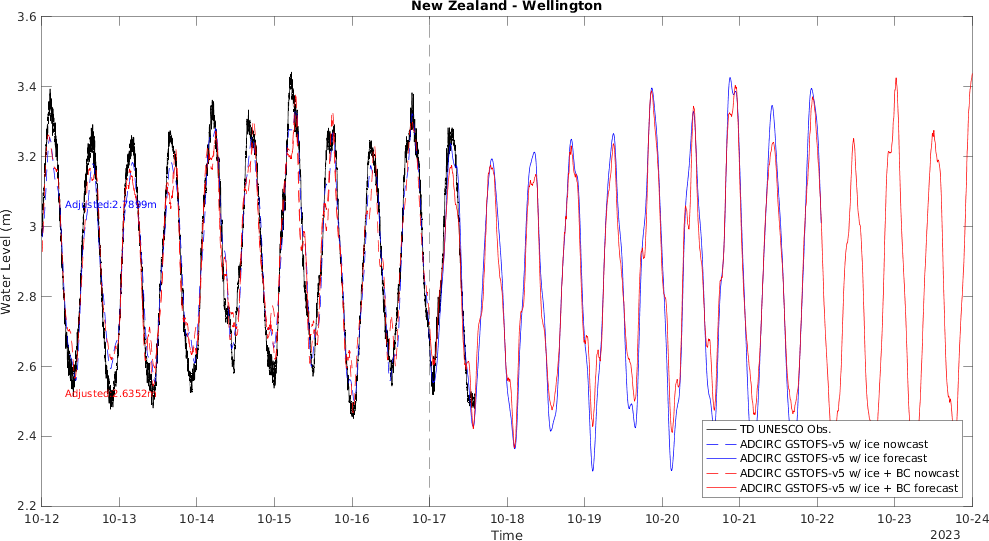 New Zealand - Wellington
3.6
3.4
3.2
3
2.8
2.6
2.4
2.2
Water Level (m)
Adjusted:2.7899m
Adjusted:2.6352m
TD UNESCO Obs.
ADCIRC GSTOFS-v5 w/ ice nowcast
ADCIRC GSTOFS-v5 w/ ice forecast
ADCIRC GSTOFS-v5 w/ ice + BC nowcast
ADCIRC GSTOFS-v5 w/ ice + BC forecast
10-12 10-13 10-14 10-15 10-16 10-17 10-18 10-19 10-20 10-21 10-22 10-23 10-24
Time
2023